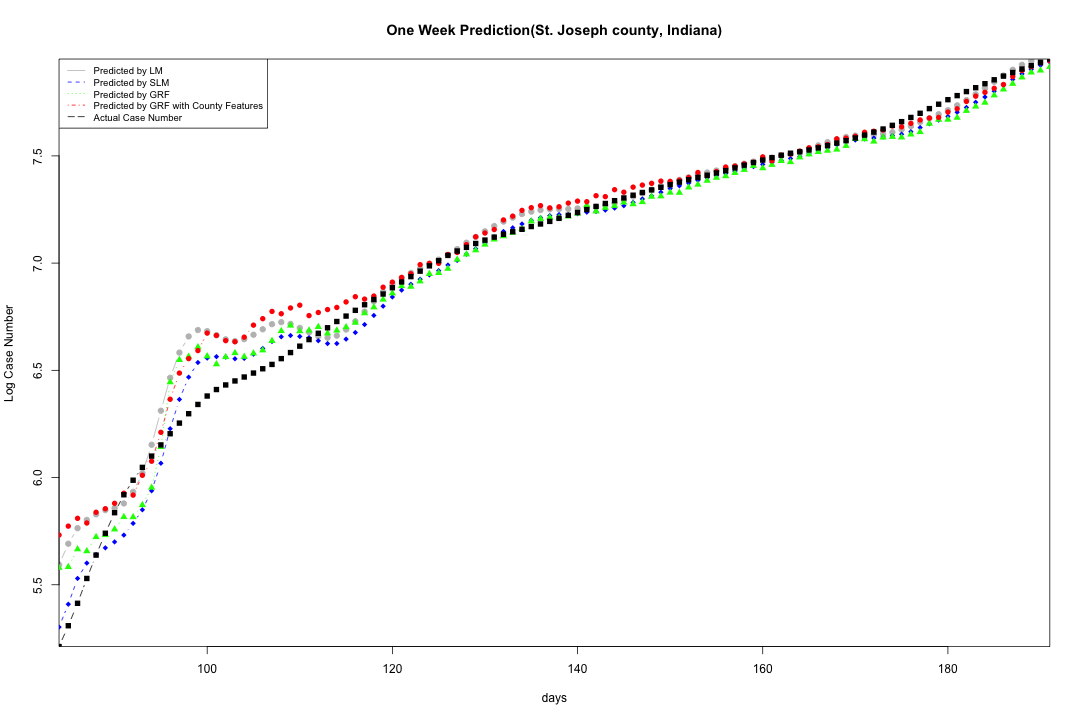 One Week Prediction(St. Joseph county, Indiana)
Predicted by LM
Predicted by SLM
Predicted by GRF
Predicted by GRF with County Features
Actual Case Number
Log Case Number
7.5
7.0
6.5
6.0
5.5
100
120
140
160
180
days